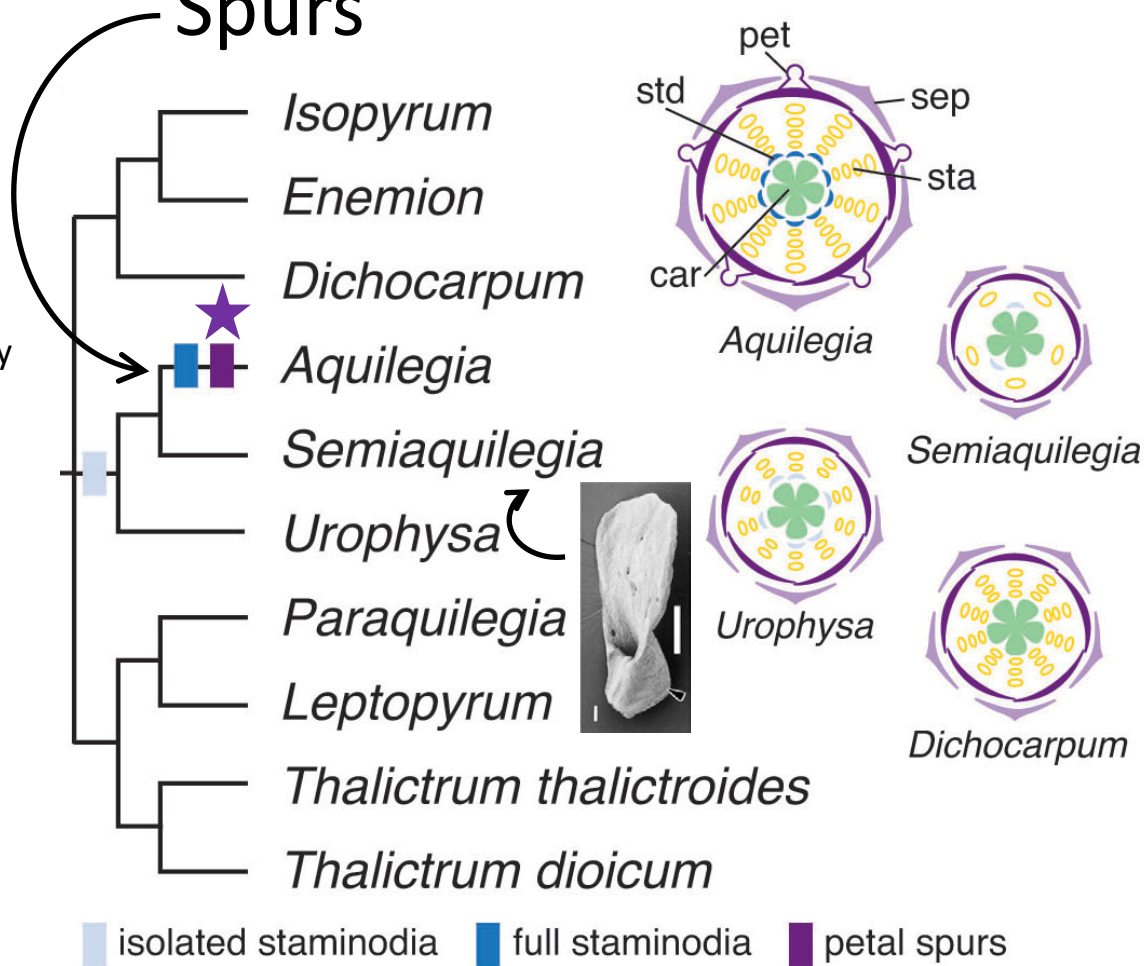 Spurs
Isopyrum
Enemion
Dichocarpum
Aquilegia
Semiaquilegia
Urophysa
Paraquilegia
Leptopyrum
Thalictrum thalictroides
Thalictrum dioicum
pet
std
sep
sta
car
Aquilegia
Semiaquilegia
Urophysa
Dichocarpum
y
isolated staminodia
full staminodia
petal spurs